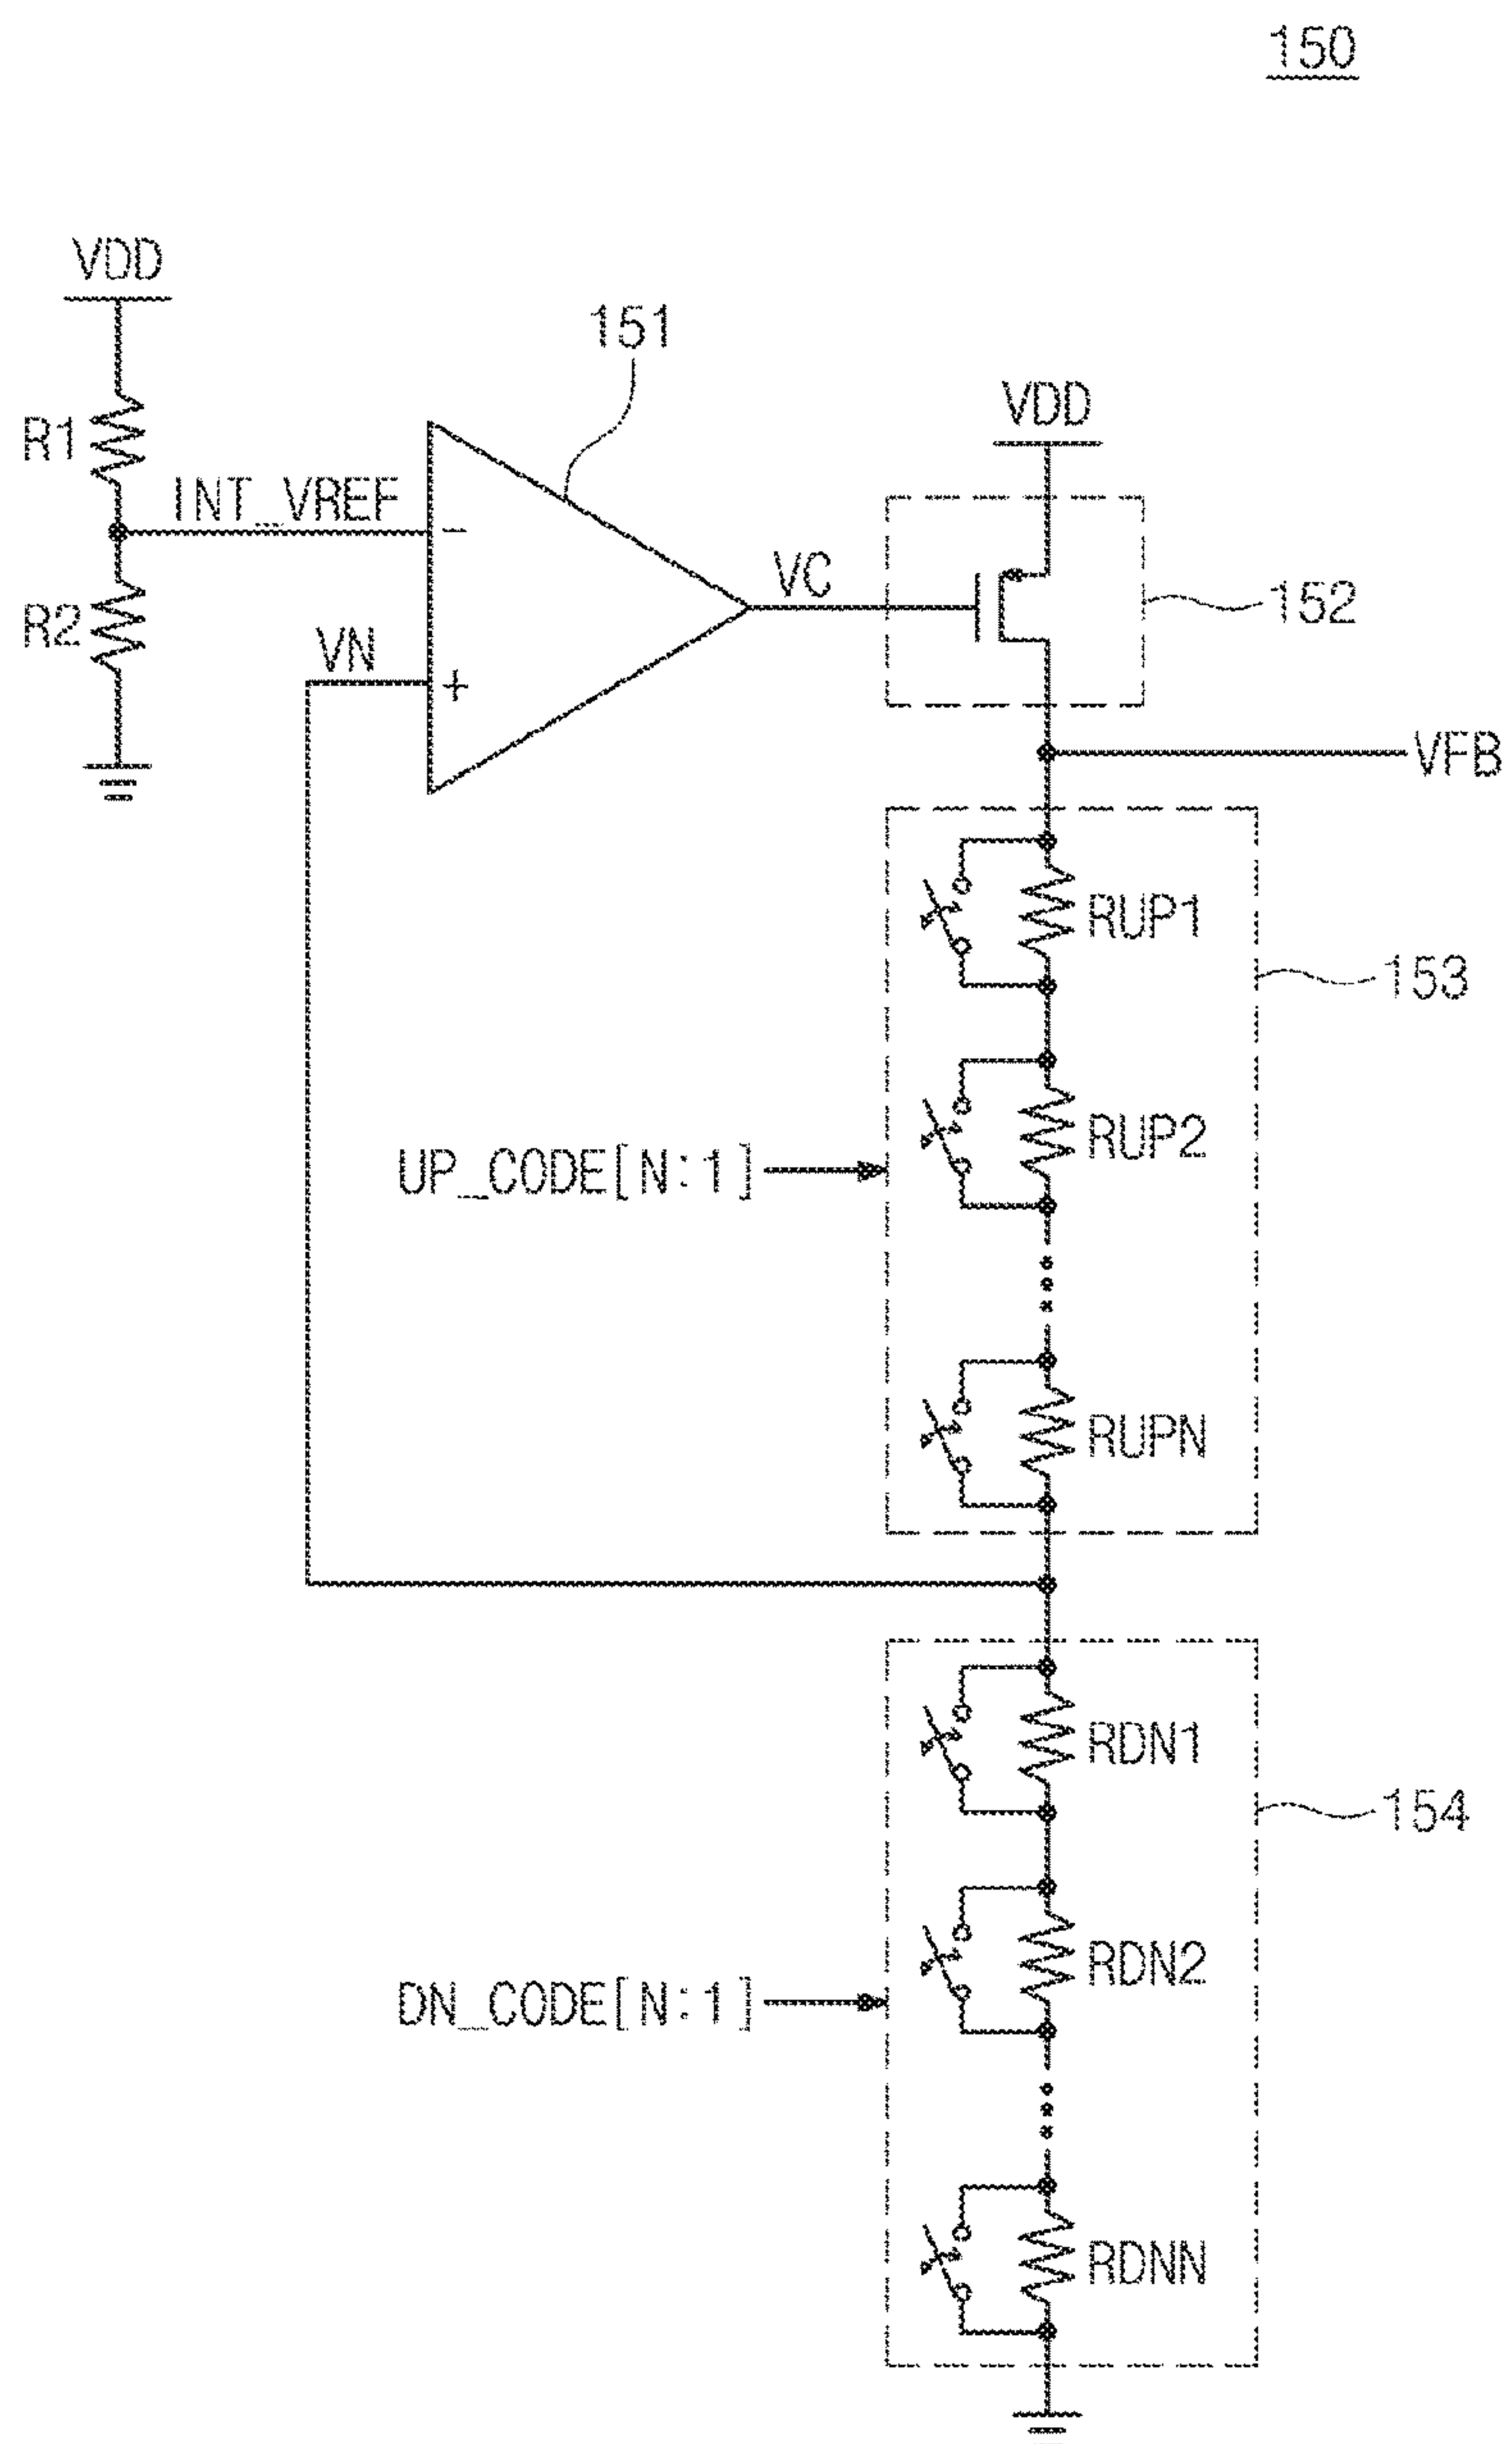 150
VDD
151
VDD
R1
INT_VREF
-
VC
152
R2
VN
+
VFB
RUP1
153
RUP2
UP_CODE[N:1]
RUPN
RDN1
154
RDN2
DN_CODE[N:1]
RDNN